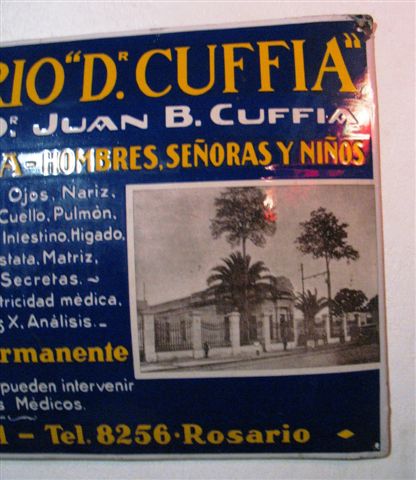 RIO "Dr. CUFFIA"
Dr JUAN B. CUFFIA
A - HOMBRES, SEÑORAS Y NIÑOS
Ojos, Nariz,
Cuello, Pulmón,
Intestino, Higado,
stata, Matriz,
Secretas. ~
tricidad médica,
X, Análisis. -
rmanente
pueden intervenir
s Médicos.
- Tel. 8256 · Rosario